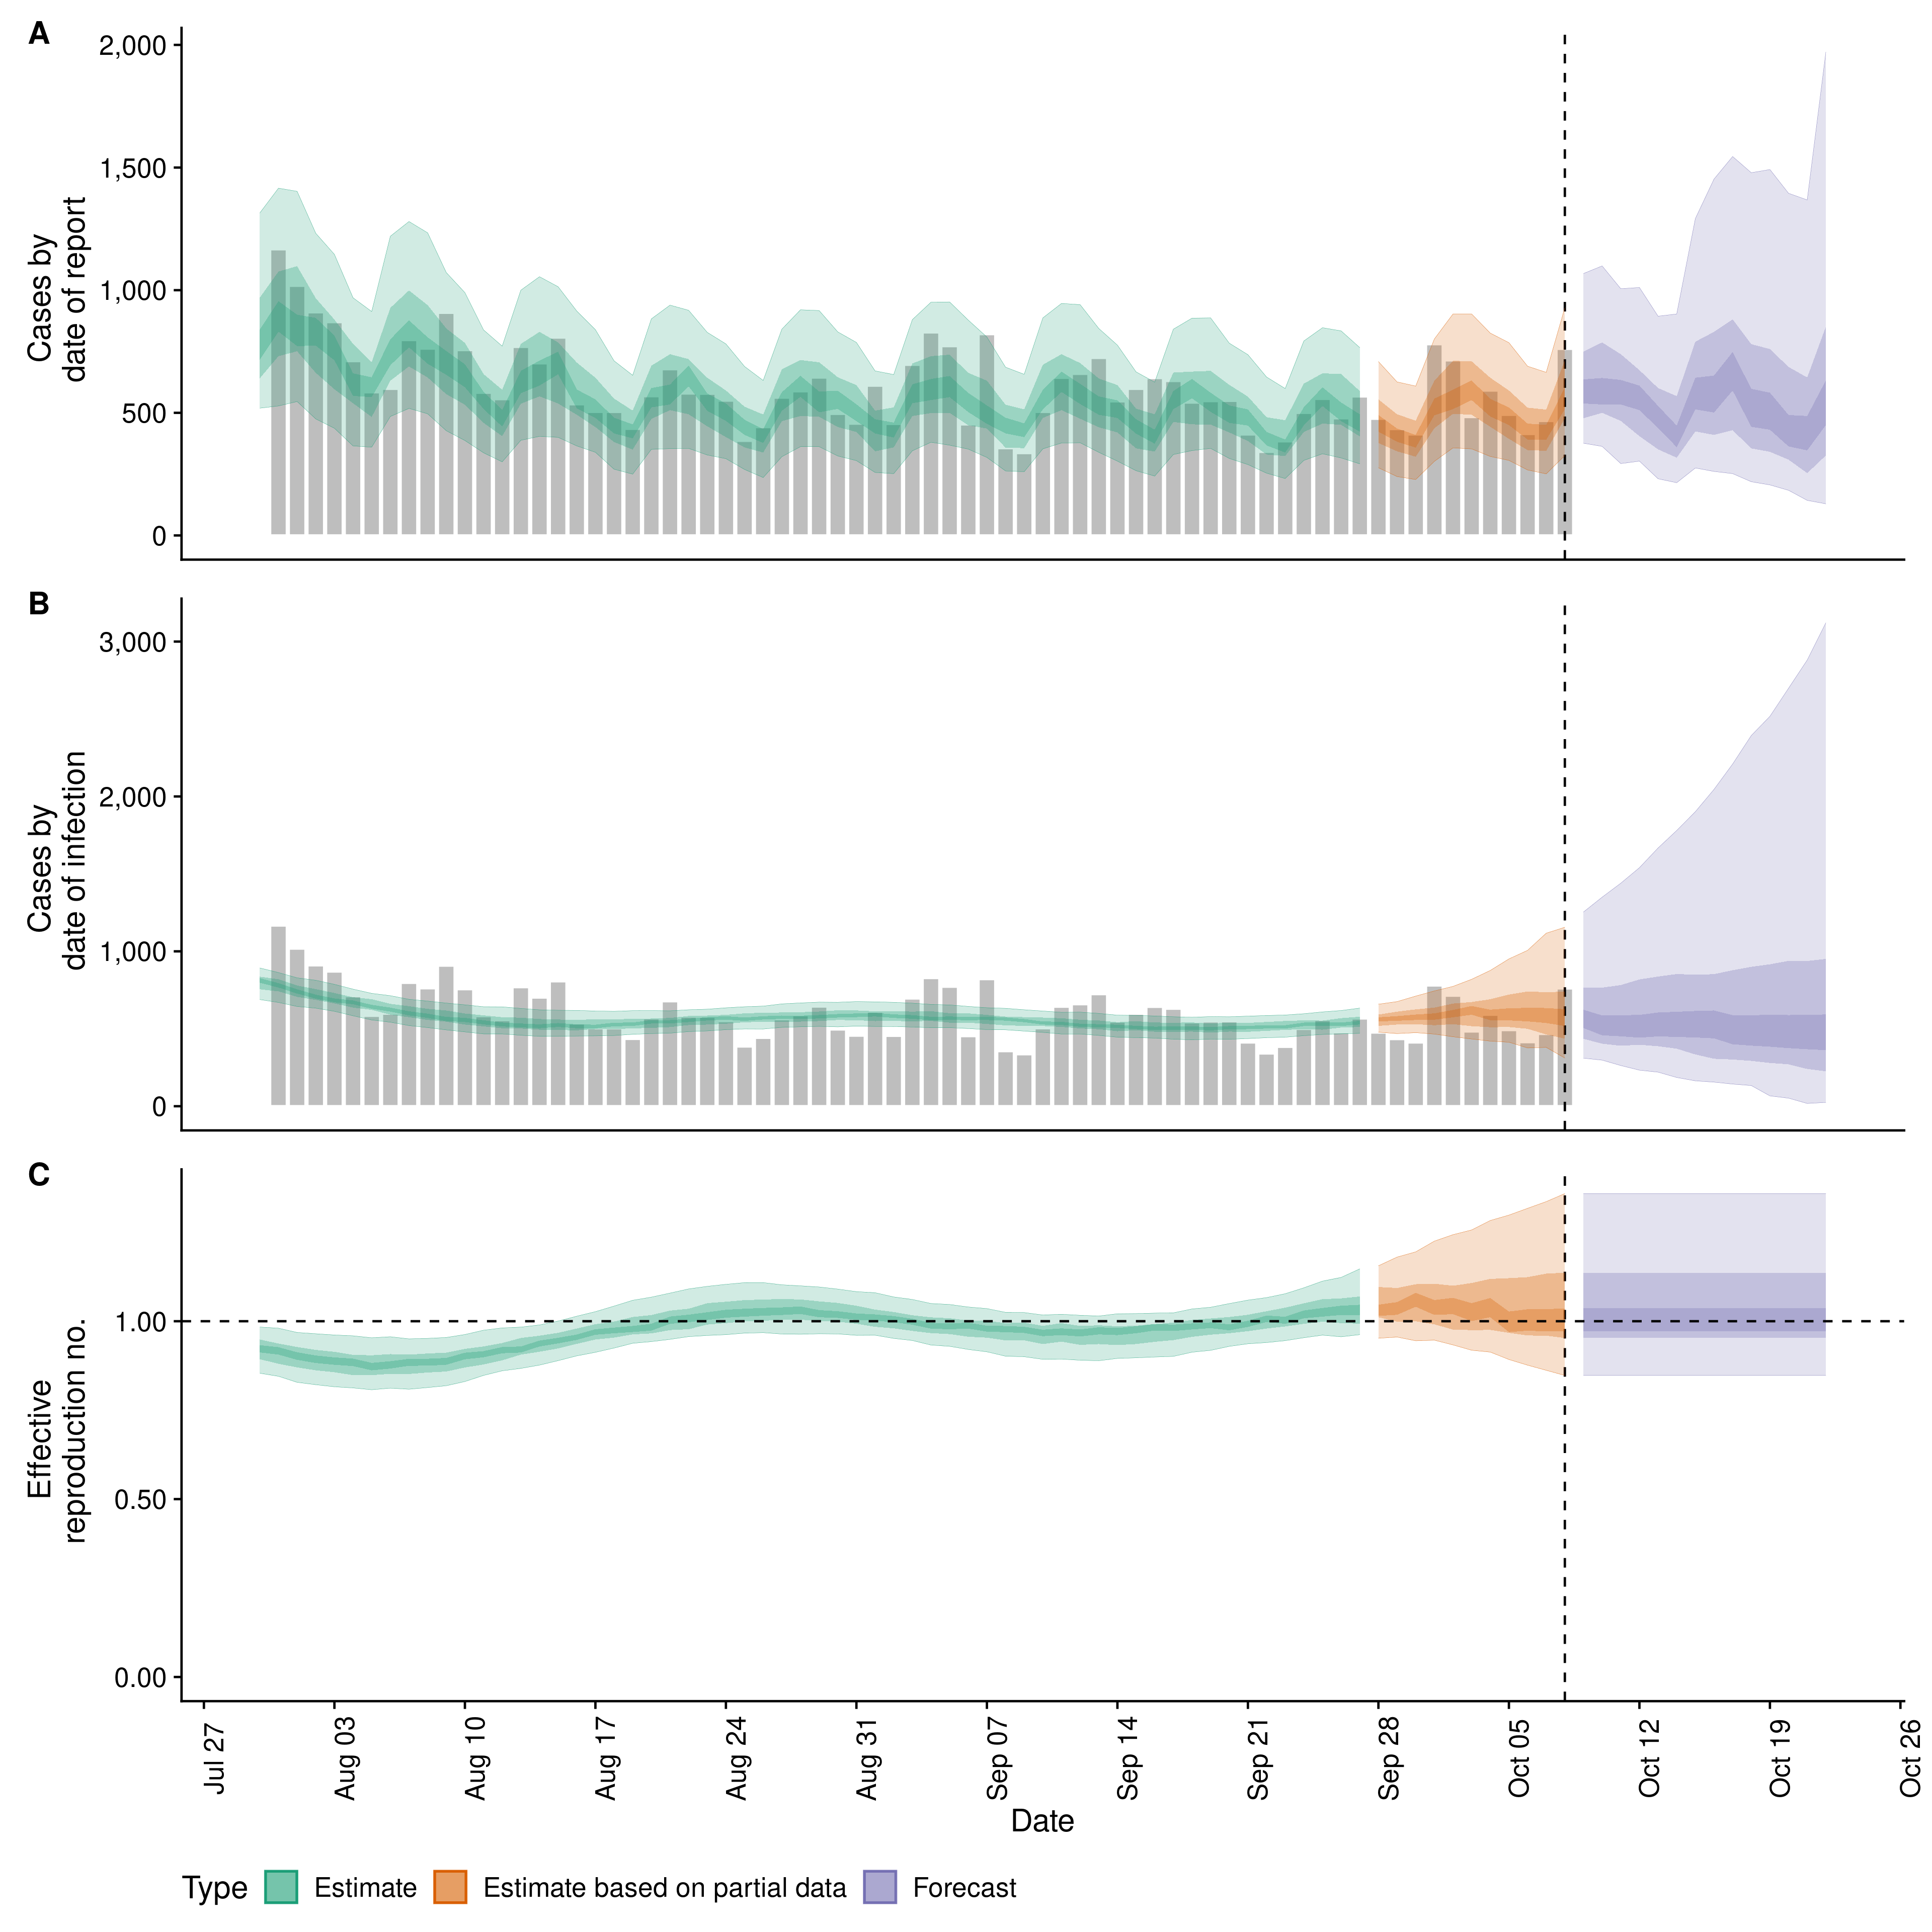 A
2,000
1,500
1,000
500
0
Cases by
date of report
B
3,000
2,000
1,000
0
Cases by
date of infection
C
1.00
0.50
0.00
Effective
reproduction no.
Jul 27
Aug 03
Aug 10
Aug 17
Aug 24
Aug 31
Sep 07
Sep 14
Sep 21
Sep 28
Oct 05
Oct 12
Oct 19
Oct 26
Date
Type Estimate Estimate based on partial data Forecast